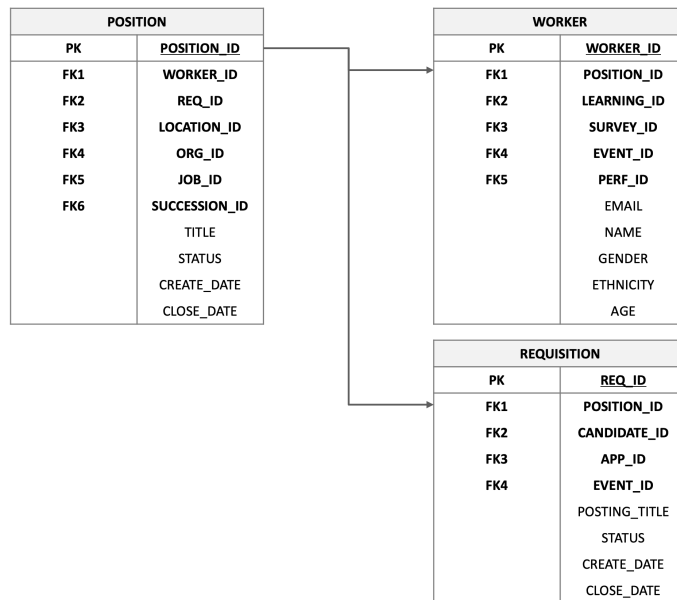 POSITION
PK POSITION_ID
FK1 WORKER_ID
FK2 REQ_ID
FK3 LOCATION_ID
FK4 ORG_ID
FK5 JOB_ID
FK6 SUCCESSION_ID
TITLE
STATUS
CREATE_DATE
CLOSE_DATE
WORKER
PK WORKER_ID
FK1 POSITION_ID
FK2 LEARNING_ID
FK3 SURVEY_ID
FK4 EVENT_ID
FK5 PERF_ID
EMAIL
NAME
GENDER
ETHNICITY
AGE
REQUISITION
PK REQ_ID
FK1 POSITION_ID
FK2 CANDIDATE_ID
FK3 APP_ID
FK4 EVENT_ID
POSTING_TITLE
STATUS
CREATE_DATE
CLOSE_DATE